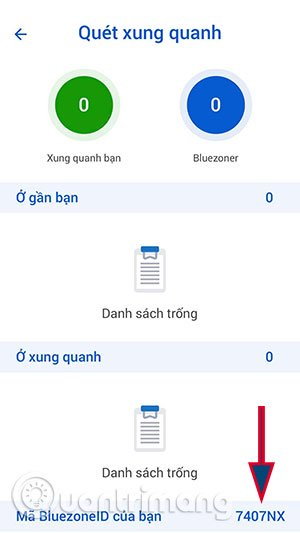 Quét xung quanh
0
0
Xung quanh bạn
Bluezoner
Ở gần bạn
0
Danh sách trống
Ở xung quanh
0
Danh sách trống
Quantrimang
Mã BluezoneID của bạn
7407NX